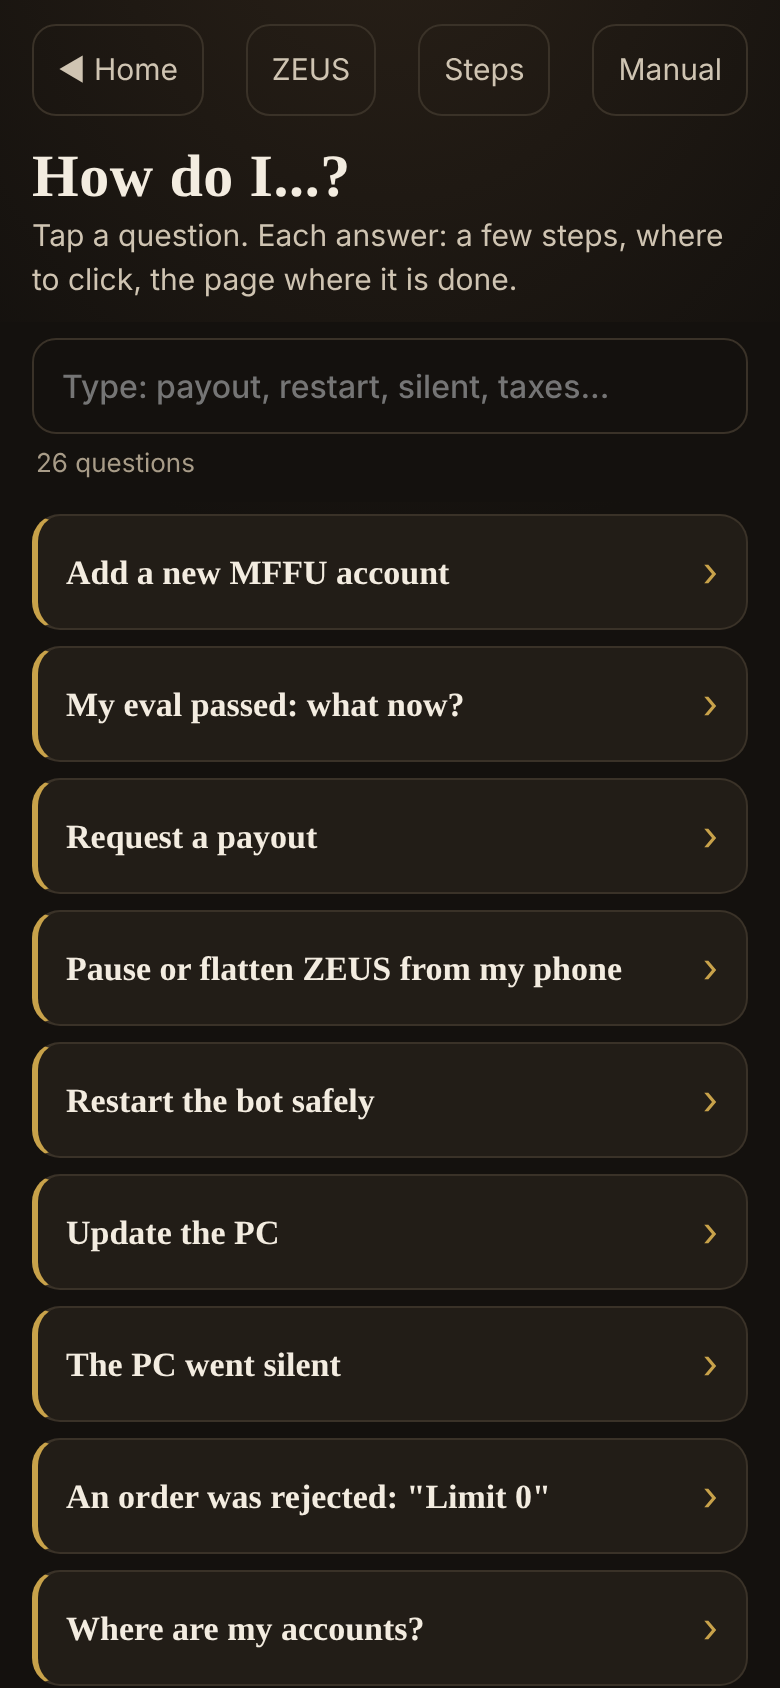 ◀ Home
ZEUS
Steps
Manual
How do I...?
Tap a question. Each answer: a few steps, where
to click, the page where it is done.
Type: payout, restart, silent, taxes...
26 questions
Add a new MFFU account ›
My eval passed: what now? ›
Request a payout ›
Pause or flatten ZEUS from my phone ›
Restart the bot safely ›
Update the PC ›
The PC went silent ›
An order was rejected: "Limit 0" ›
Where are my accounts? ›